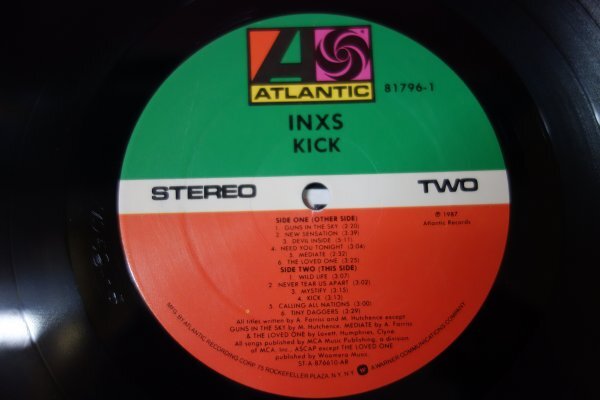 ATLANTIC
81796-1
INXS
KICK
STEREO
TWO
SIDE ONE (OTHER SIDE)
1. GUNS IN THE SKY (2:20)
2. NEW SENSATION (3:39)
3. DEVIL INSIDE (5:11)
4. NEED YOU TONIGHT (3:04)
5. MEDIATE (2:32)
6. THE LOVED ONE (3:25)
SIDE TWO (THIS SIDE)
1. WILD LIFE (3:07)
2. NEVER TEAR US APART (3:02)
3. MYSTIFY (3:15)
4. KICK (3:13)
5. CALLING ALL NATIONS (3:00)
6. TINY DAGGERS (3:29)
℗ 1987
Atlantic Records
All titles written by A. Farriss and M. Hutchence except
GUNS IN THE SKY by M. Hutchence, MEDIATE by A. Farriss
& THE LOVED ONE by Lovett, Humphries, Clyne.
All songs published by MCA Music Publishing, a division
of MCA, Inc., ASCAP except THE LOVED ONE
published by Woomera Music.
ST-A-876610-AR
MFG. BY ATLANTIC RECORDING CORP. 75 ROCKEFELLER PLAZA, N.Y. N.Y. A WARNER COMMUNICATIONS COMPANY